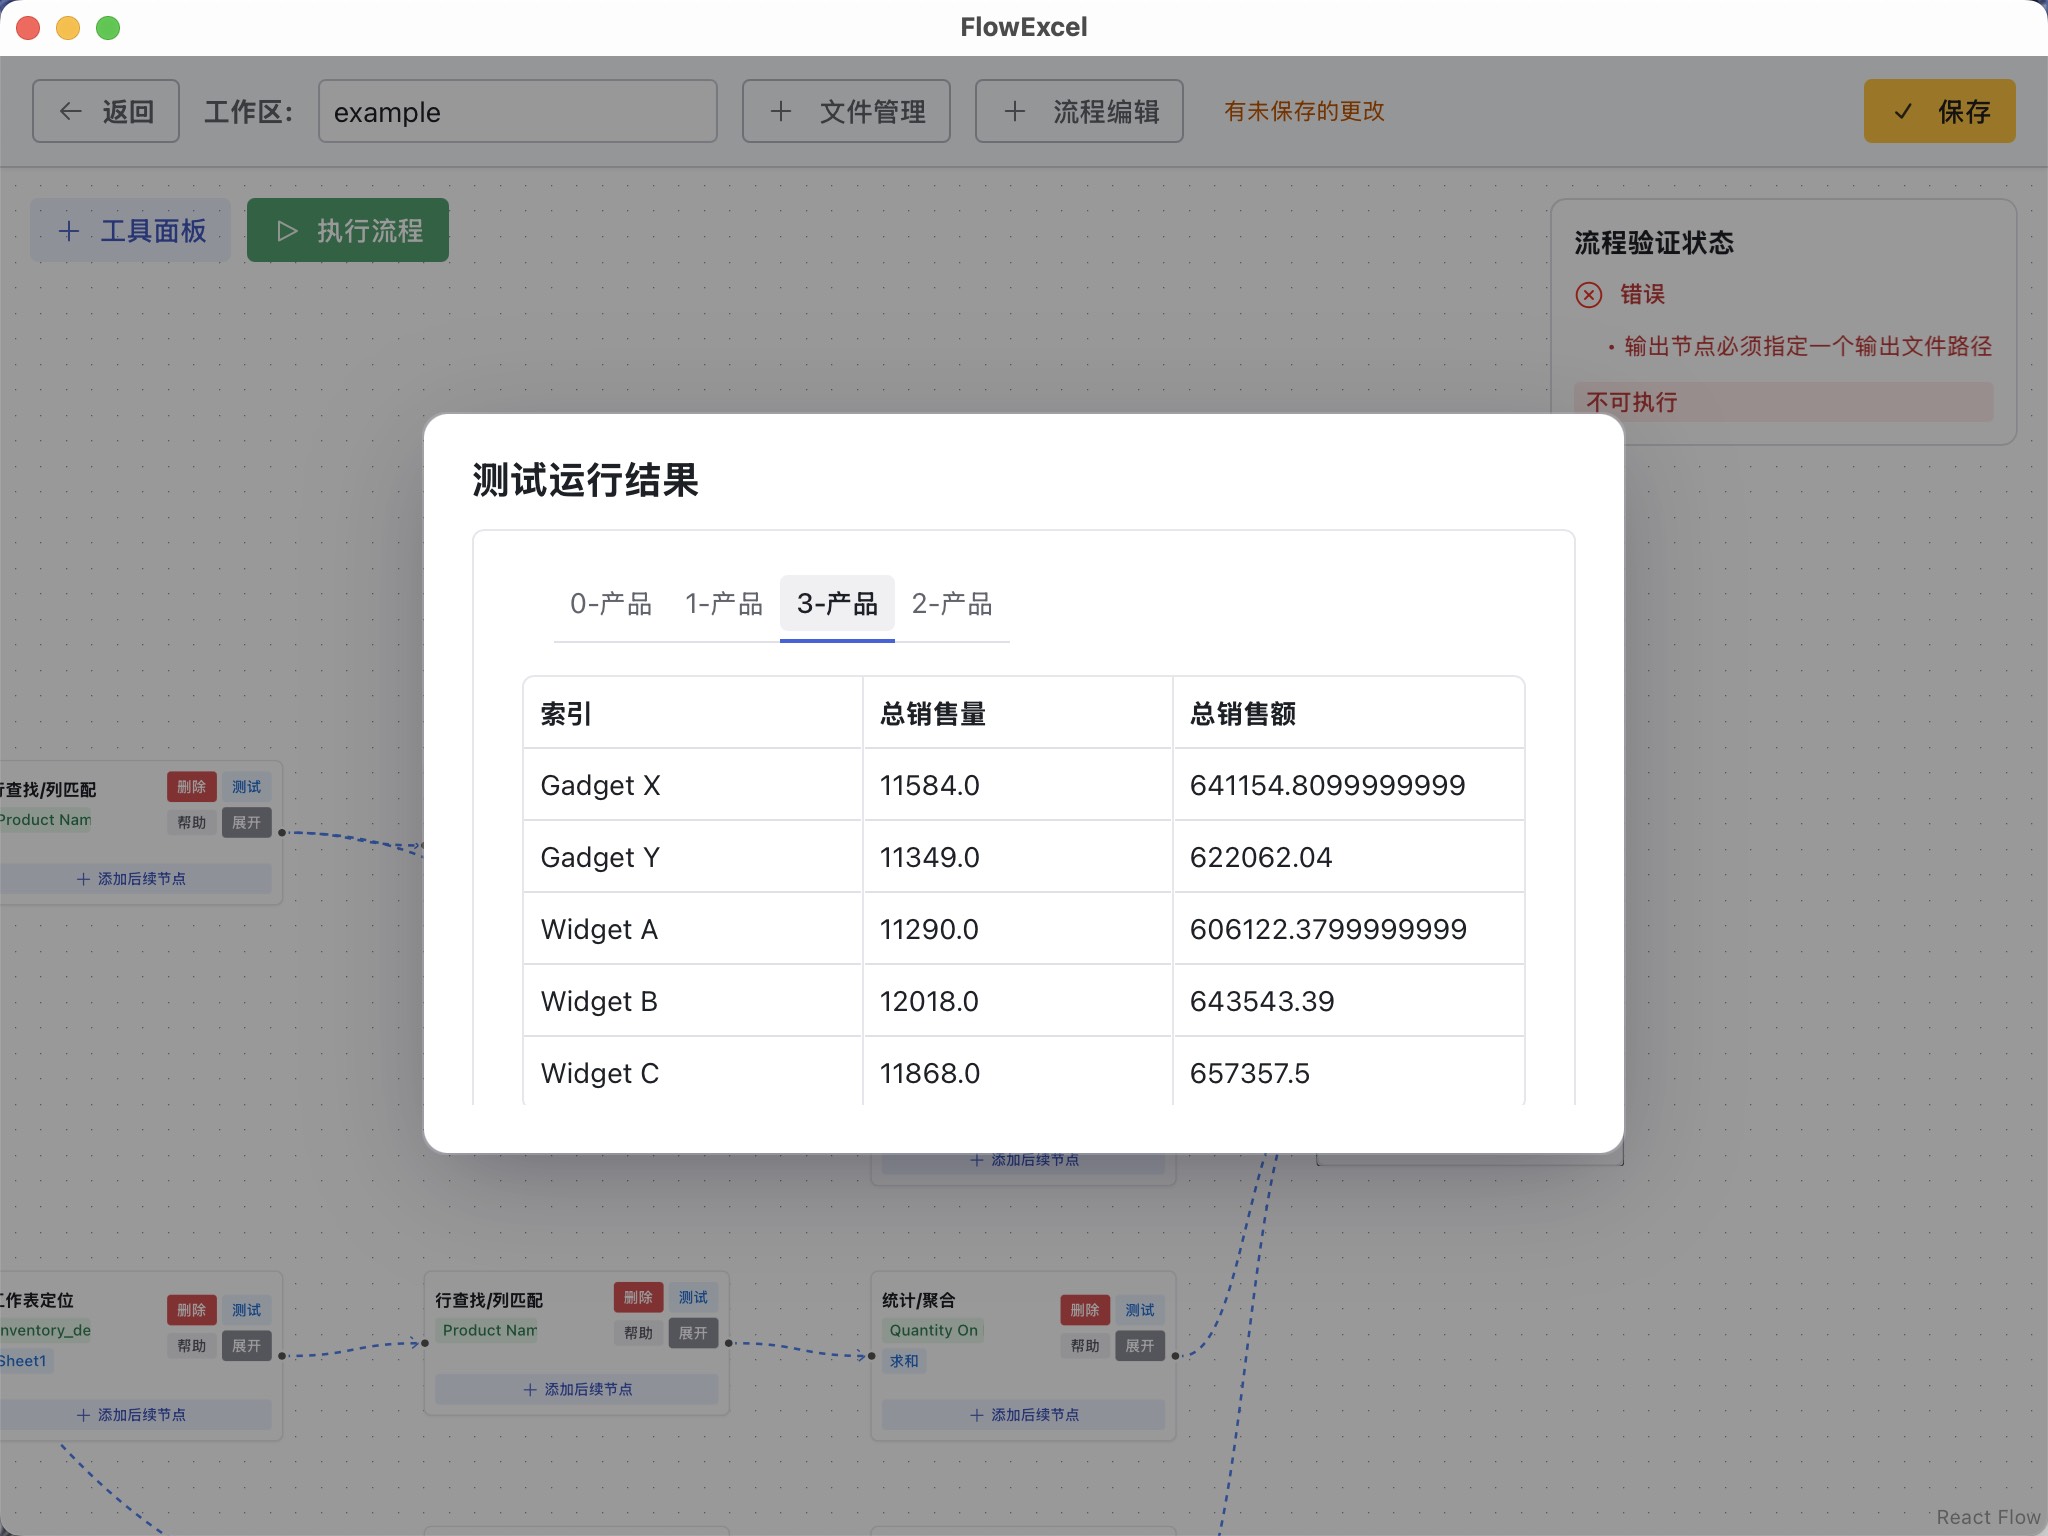 FlowExcel
返回
工作区:
example
文件管理
流程编辑
有未保存的更改
保存
工具面板
执行流程
流程验证状态
错误
• 输出节点必须指定一个输出文件路径
不可执行
测试运行结果
0-产品 1-产品 3-产品 2-产品
索引 总销售量 总销售额
Gadget X 11584.0 641154.8099999999
Gadget Y 11349.0 622062.04
Widget A 11290.0 606122.3799999999
Widget B 12018.0 643543.39
Widget C 11868.0 657357.5
行查找/列匹配
Product Nam
删除 测试
帮助 展开
添加后续节点
添加后续节点
工作表定位
nventory_de
Sheet1
删除 测试
帮助 展开
添加后续节点
行查找/列匹配
Product Nam
删除 测试
帮助 展开
添加后续节点
统计/聚合
Quantity On
求和
删除 测试
帮助 展开
添加后续节点
React Flow